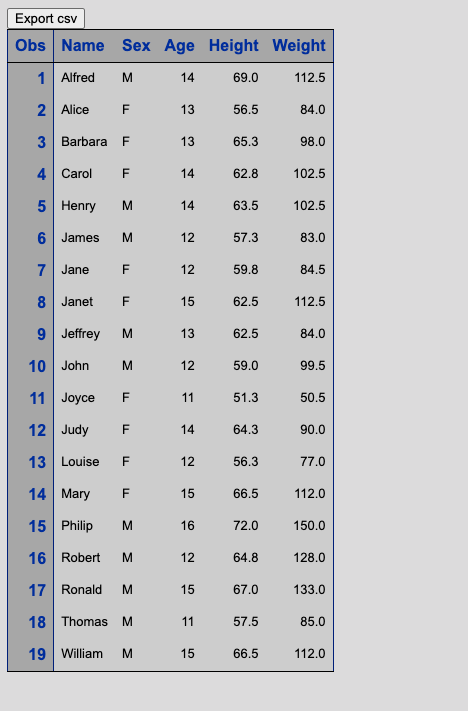 Export csv
Obs Name Sex Age Height Weight
1 Alfred M 14 69.0 112.5
2 Alice F 13 56.5 84.0
3 Barbara F 13 65.3 98.0
4 Carol F 14 62.8 102.5
5 Henry M 14 63.5 102.5
6 James M 12 57.3 83.0
7 Jane F 12 59.8 84.5
8 Janet F 15 62.5 112.5
9 Jeffrey M 13 62.5 84.0
10 John M 12 59.0 99.5
11 Joyce F 11 51.3 50.5
12 Judy F 14 64.3 90.0
13 Louise F 12 56.3 77.0
14 Mary F 15 66.5 112.0
15 Philip M 16 72.0 150.0
16 Robert M 12 64.8 128.0
17 Ronald M 15 67.0 133.0
18 Thomas M 11 57.5 85.0
19 William M 15 66.5 112.0